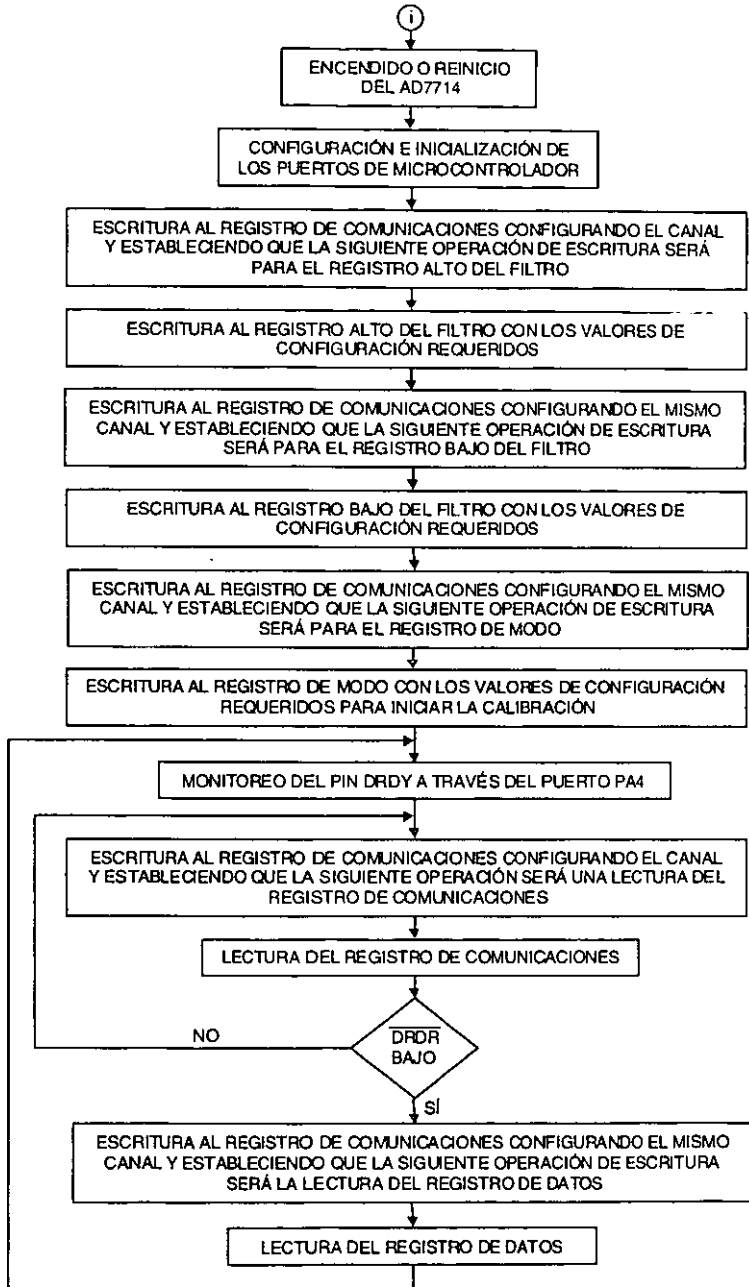 i
ENCENDIDO O REINICIO
DEL AD7714
CONFIGURACIÓN E INICIALIZACIÓN DE
LOS PUERTOS DE MICROCONTROLADOR
ESCRITURA AL REGISTRO DE COMUNICACIONES CONFIGURANDO EL CANAL
Y ESTABLECIENDO QUE LA SIGUIENTE OPERACIÓN DE ESCRITURA SERÁ
PARA EL REGISTRO ALTO DEL FILTRO
ESCRITURA AL REGISTRO ALTO DEL FILTRO CON LOS VALORES DE
CONFIGURACIÓN REQUERIDOS
ESCRITURA AL REGISTRO DE COMUNICACIONES CONFIGURANDO EL MISMO
CANAL Y ESTABLECIENDO QUE LA SIGUIENTE OPERACIÓN DE ESCRITURA
SERÁ PARA EL REGISTRO BAJO DEL FILTRO
ESCRITURA AL REGISTRO BAJO DEL FILTRO CON LOS VALORES DE
CONFIGURACIÓN REQUERIDOS
ESCRITURA AL REGISTRO DE COMUNICACIONES CONFIGURANDO EL MISMO
CANAL Y ESTABLECIENDO QUE LA SIGUIENTE OPERACIÓN DE ESCRITURA
SERÁ PARA EL REGISTRO DE MODO
ESCRITURA AL REGISTRO DE MODO CON LOS VALORES DE CONFIGURACIÓN
REQUERIDOS PARA INICIAR LA CALIBRACIÓN
MONITOREO DEL PIN DRDY A TRAVÉS DEL PUERTO PA4
ESCRITURA AL REGISTRO DE COMUNICACIONES CONFIGURANDO EL CANAL
Y ESTABLECIENDO QUE LA SIGUIENTE OPERACIÓN SERÁ UNA LECTURA DEL
REGISTRO DE COMUNICACIONES
LECTURA DEL REGISTRO DE COMUNICACIONES
NO
DRDR
BAJO
SÍ
ESCRITURA AL REGISTRO DE COMUNICACIONES CONFIGURANDO EL MISMO
CANAL Y ESTABLECIENDO QUE LA SIGUIENTE OPERACIÓN DE ESCRITURA
SERÁ LA LECTURA DEL REGISTRO DE DATOS
LECTURA DEL REGISTRO DE DATOS